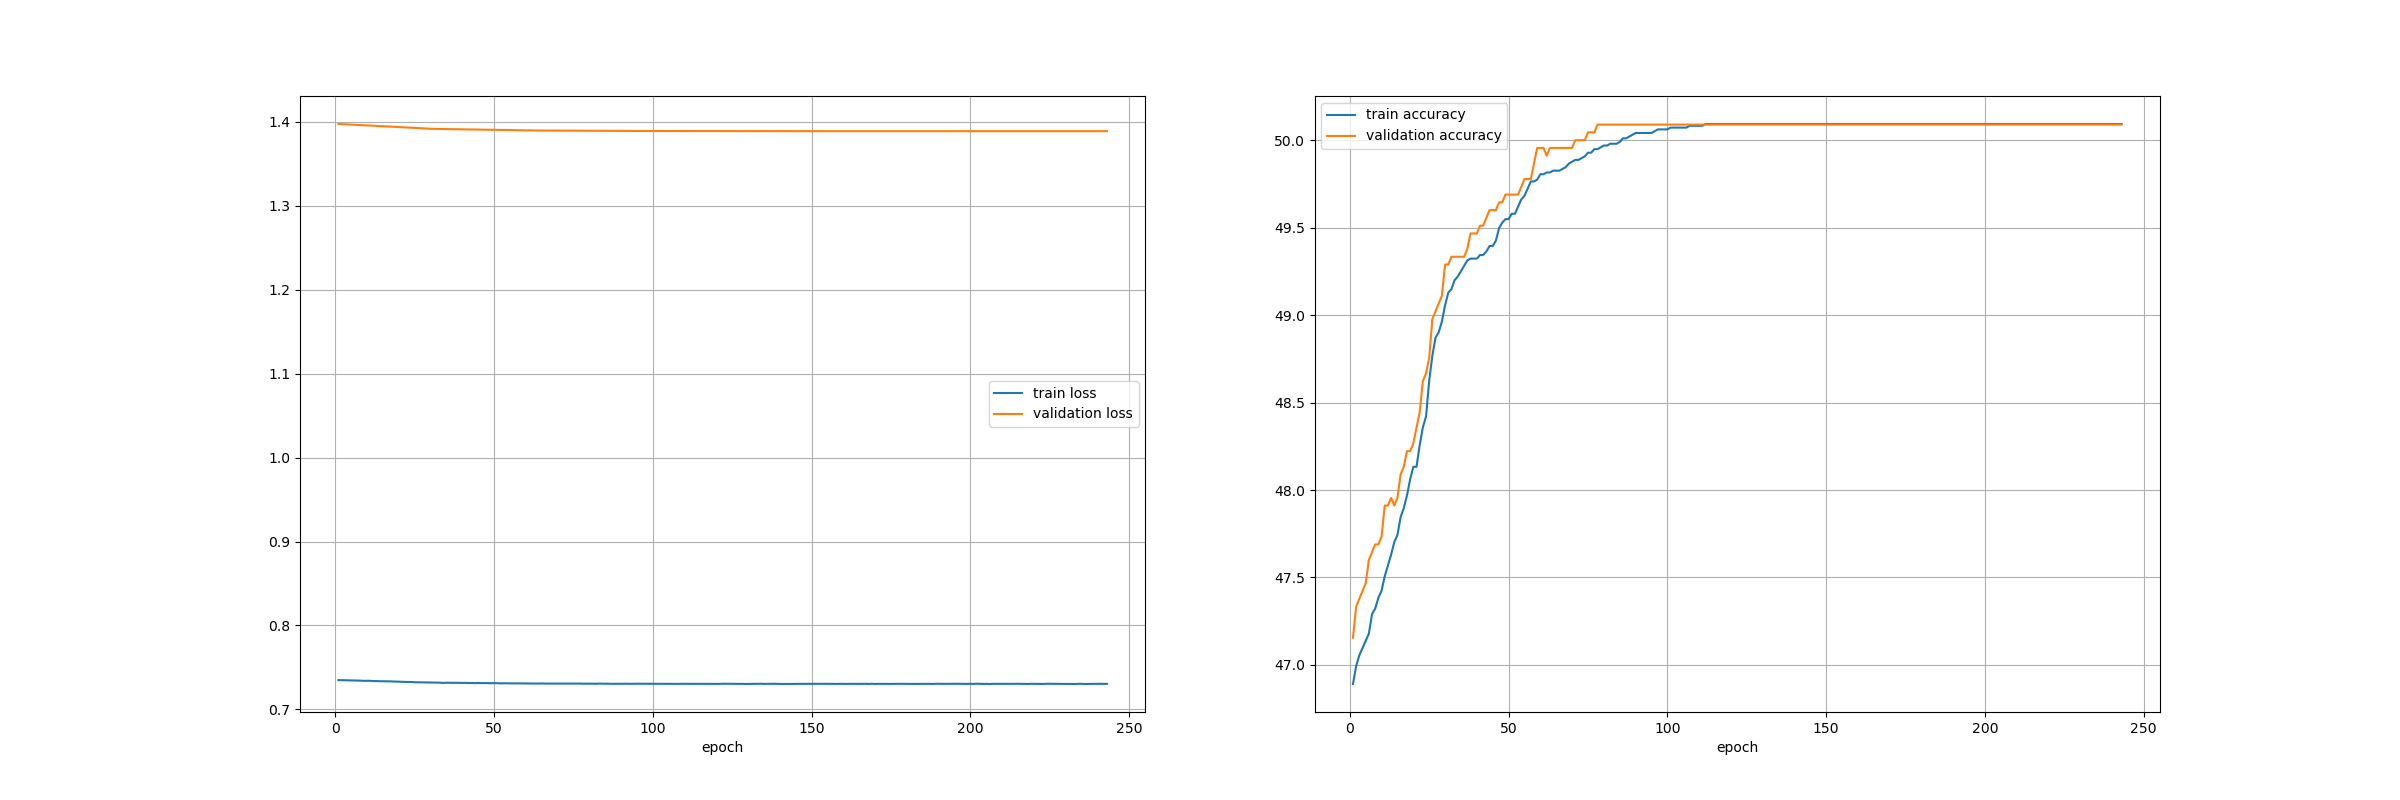 1.4
1.3
1.2
1.1
1.0
0.9
0.8
0.7
train loss
validation loss
0 50 100 150 200 250
epoch
train accuracy
validation accuracy
50.0
49.5
49.0
48.5
48.0
47.5
47.0
0 50 100 150 200 250
epoch